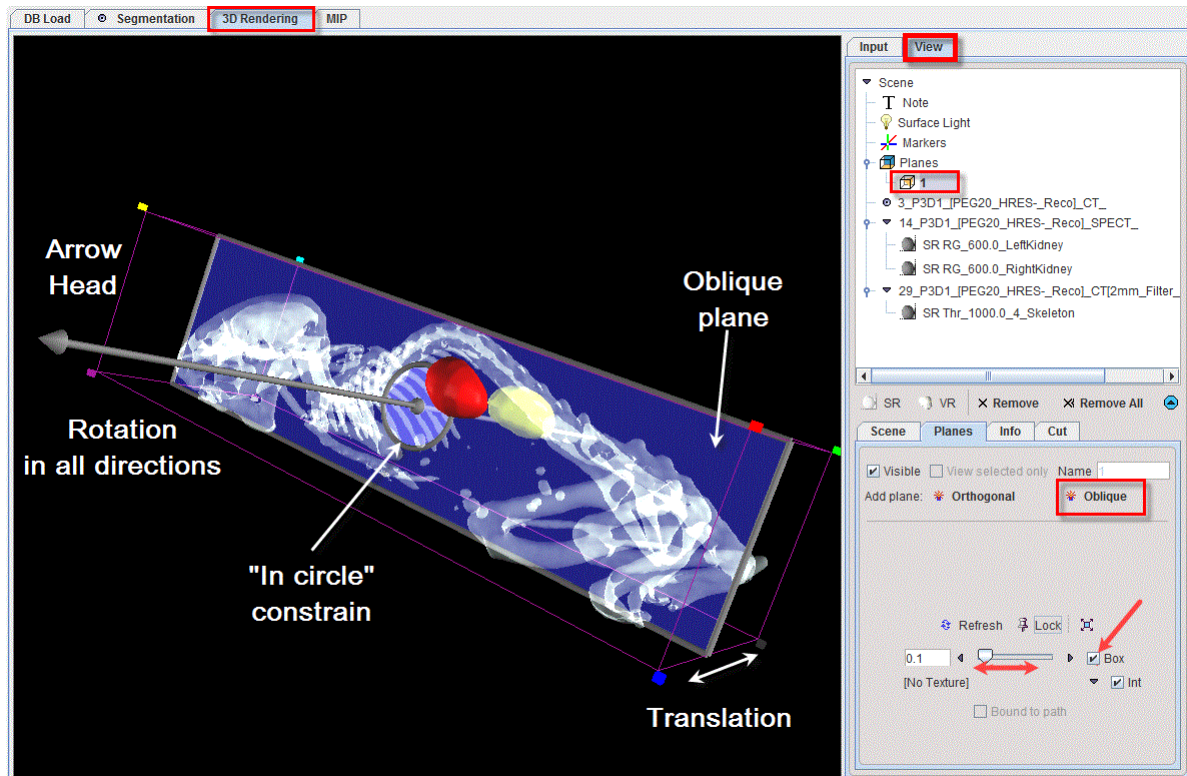 DB Load
Segmentation
3D Rendering
MIP
Input
View
Scene
Note
Surface Light
Markers
Planes
1
3_P3D1_[PEG20_HRES-_Reco]_CT_
14_P3D1_[PEG20_HRES-_Reco]_SPECT_
SR RG_600.0_LeftKidney
SR RG_600.0_RightKidney
29_P3D1_[PEG20_HRES-_Reco]_CT[2mm_Filter_
SR Thr_1000.0_4_Skeleton
SR VR Remove Remove All
Scene Planes Info Cut
Visible View selected only Name 1
Add plane: Orthogonal Oblique
Refresh Lock
0.1 Box
[No Texture] Int
Bound to path
Arrow
Head
Oblique
plane
Rotation
in all directions
"In circle"
constrain
Translation